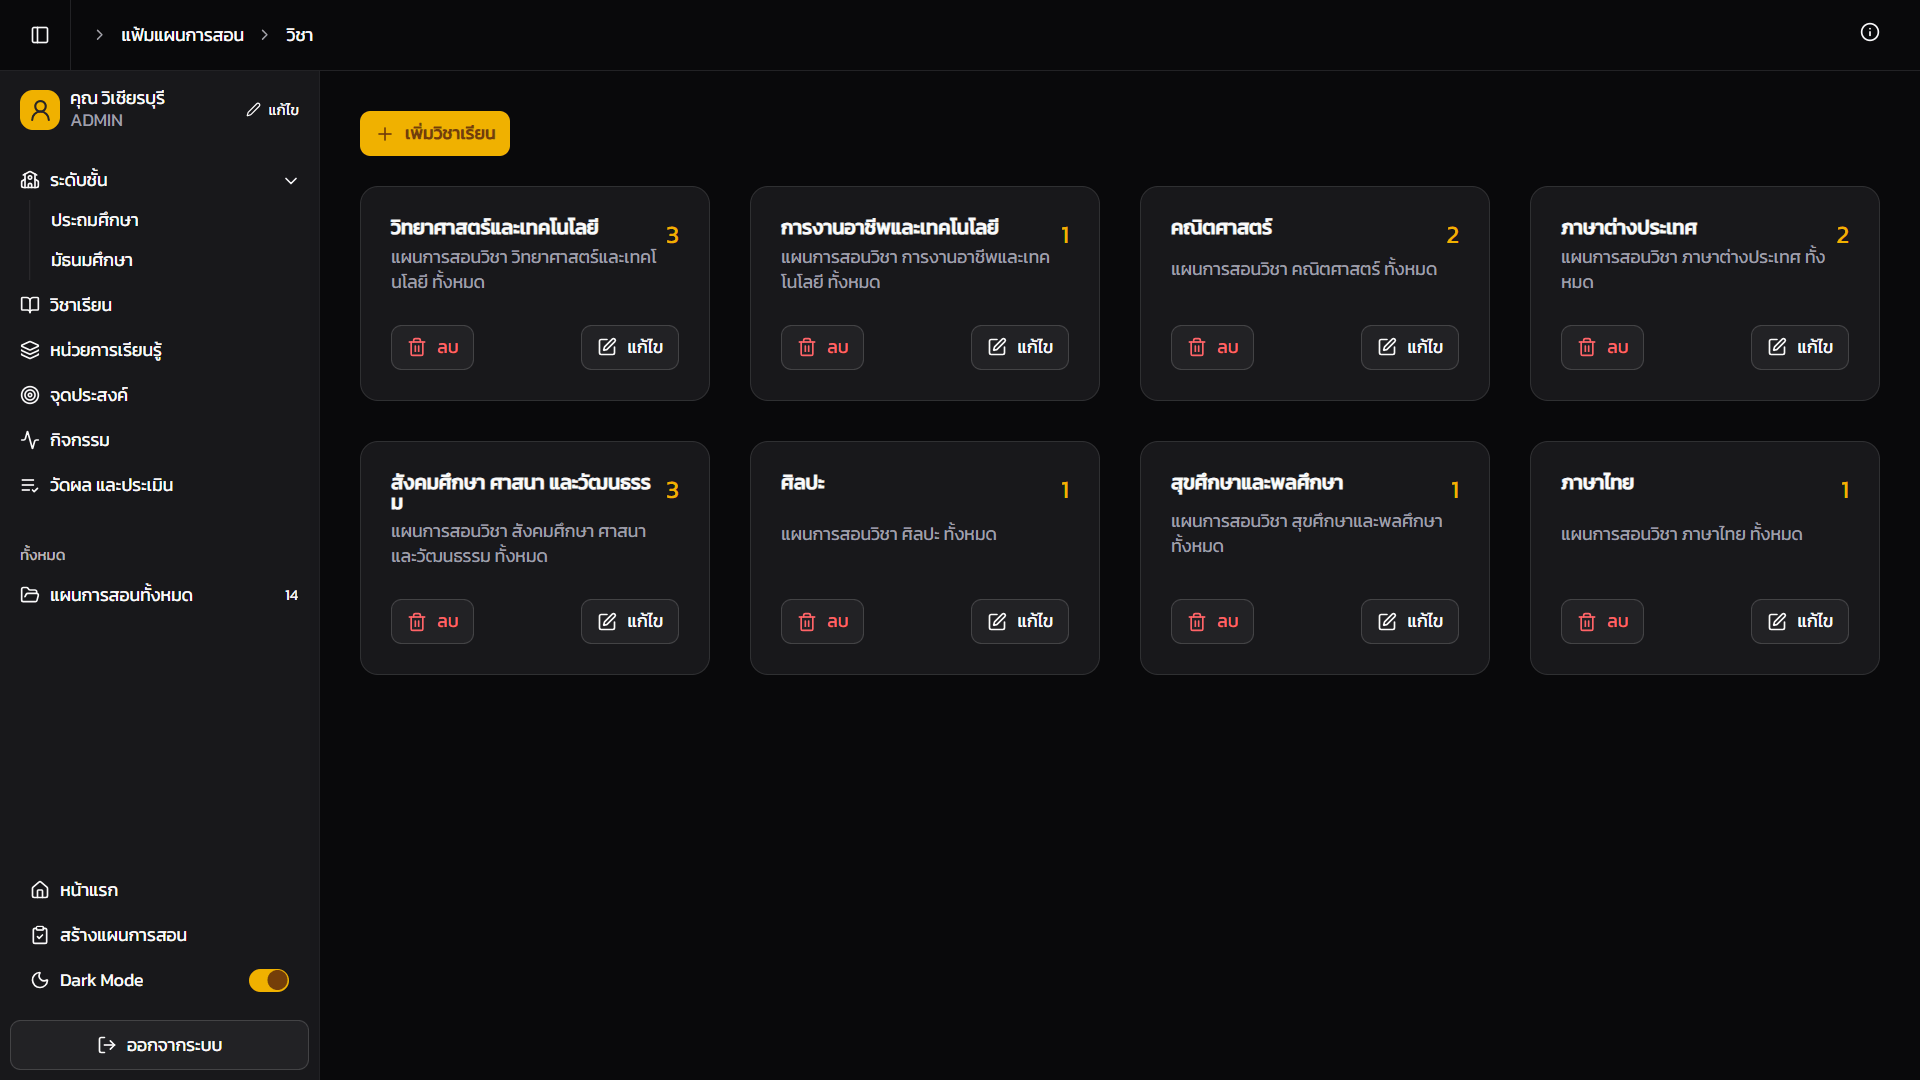 แฟ้มแผนการสอน
วิชา
คุณ วิเชียรบุรี
ADMIN
แก้ไข
ระดับชั้น
ประถมศึกษา
มัธนมศึกษา
วิชาเรียน
หน่วยการเรียนรู้
จุดประสงค์
กิจกรรม
วัดผล และประเมิน
ทั้งหมด
แผนการสอนทั้งหมด 14
หน้าแรก
สร้างแผนการสอน
Dark Mode
ออกจากระบบ
เพิ่มวิชาเรียน
วิทยาศาสตร์และเทคโนโลยี 3
แผนการสอนวิชา วิทยาศาสตร์และเทคโ
นโลยี ทั้งหมด
ลบ แก้ไข
การงานอาชีพและเทคโนโลยี 1
แผนการสอนวิชา การงานอาชีพและเทค
โนโลยี ทั้งหมด
ลบ แก้ไข
คณิตศาสตร์ 2
แผนการสอนวิชา คณิตศาสตร์ ทั้งหมด
ลบ แก้ไข
ภาษาต่างประเทศ 2
แผนการสอนวิชา ภาษาต่างประเทศ ทั้ง
หมด
ลบ แก้ไข
สังคมศึกษา ศาสนา และวัฒนธรร
ม 3
แผนการสอนวิชา สังคมศึกษา ศาสนา
และวัฒนธรรม ทั้งหมด
ลบ แก้ไข
ศิลปะ 1
แผนการสอนวิชา ศิลปะ ทั้งหมด
ลบ แก้ไข
สุขศึกษาและพลศึกษา 1
แผนการสอนวิชา สุขศึกษาและพลศึกษา
ทั้งหมด
ลบ แก้ไข
ภาษาไทย 1
แผนการสอนวิชา ภาษาไทย ทั้งหมด
ลบ แก้ไข